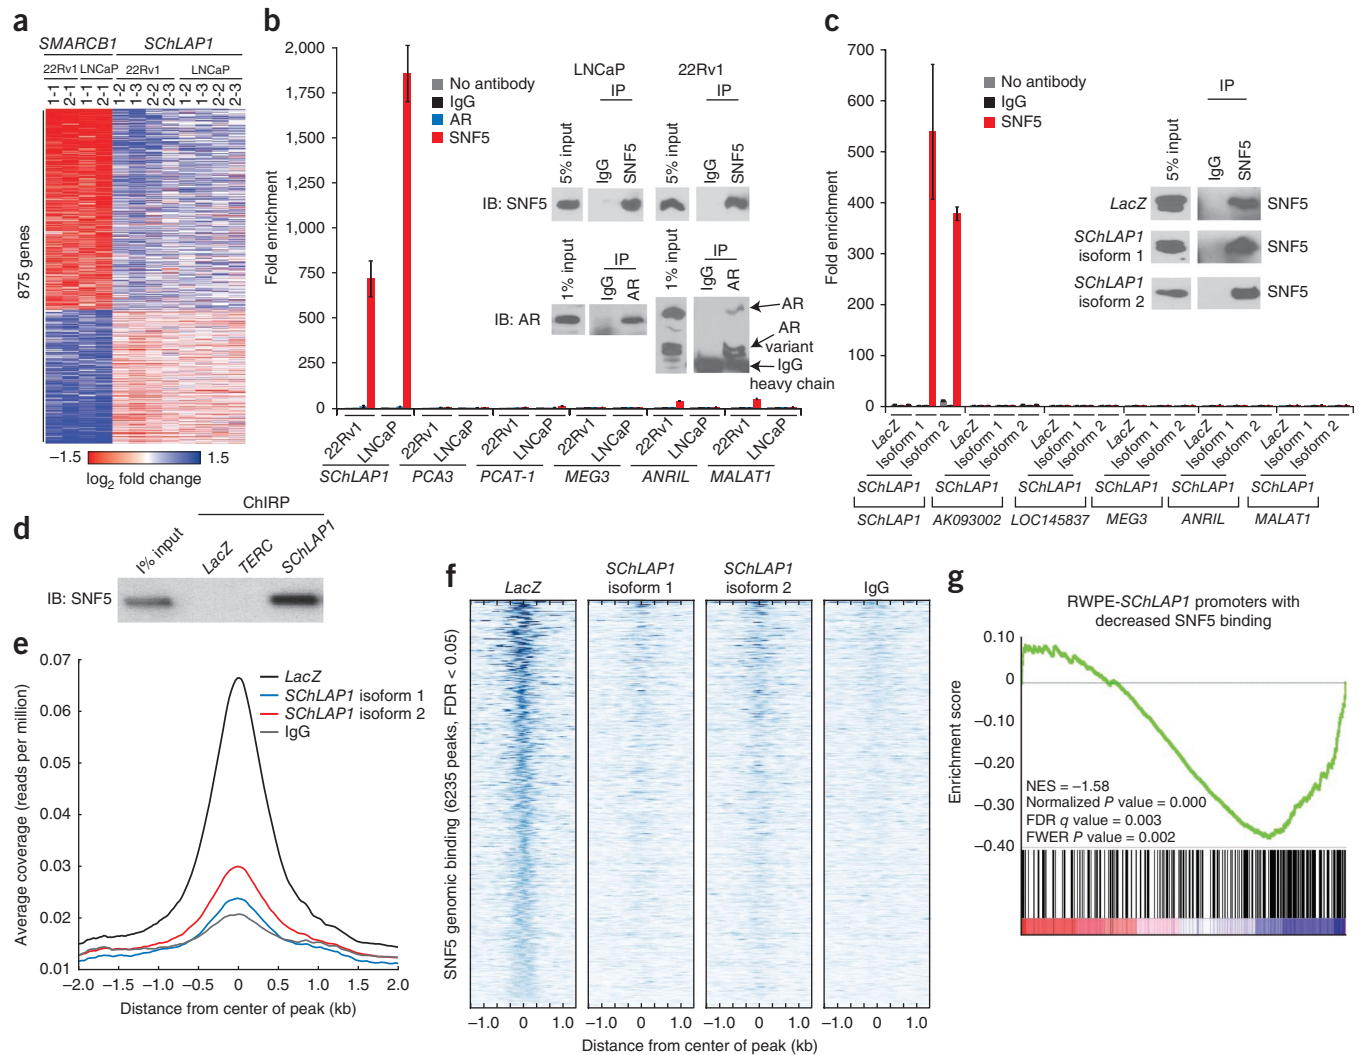 a
SMARCB1 SChLAP1
22Rv1 LNCaP 22Rv1 LNCaP
1-1 2-1 1-1 2-1 1-2 1-3 2-2 2-3 1-2 1-3 2-2 2-3
875 genes
−1.5 1.5
log2 fold change
b
Fold enrichment
2,000
1,750
1,500
1,250
1,000
750
500
250
0
No antibody
IgG
AR
SNF5
LNCaP 22Rv1
IP IP
5% input IgG SNF5 5% input IgG SNF5
IB: SNF5
IP IP
1% input IgG AR 1% input IgG AR
IB: AR
AR
AR
variant
IgG
heavy chain
22Rv1 LNCaP 22Rv1 LNCaP 22Rv1 LNCaP 22Rv1 LNCaP 22Rv1 LNCaP 22Rv1 LNCaP
SChLAP1 PCA3 PCAT-1 MEG3 ANRIL MALAT1
c
Fold enrichment
700
600
500
400
300
200
100
0
No antibody
IgG
SNF5
IP
5% input IgG SNF5
LacZ SNF5
SChLAP1
isoform 1 SNF5
SChLAP1
isoform 2 SNF5
LacZ Isoform 1 Isoform 2 LacZ Isoform 1 Isoform 2 LacZ Isoform 1 Isoform 2 LacZ Isoform 1 Isoform 2 LacZ Isoform 1 Isoform 2 LacZ Isoform 1 Isoform 2
SChLAP1 SChLAP1 SChLAP1 SChLAP1 SChLAP1 SChLAP1
SChLAP1 AK093002 LOC145837 MEG3 ANRIL MALAT1
d
ChIRP
1% input LacZ TERC SChLAP1
IB: SNF5
e
Average coverage (reads per million)
0.07
0.06
0.05
0.04
0.03
0.02
0.01
LacZ
SChLAP1 isoform 1
SChLAP1 isoform 2
IgG
−2.0 −1.5 −1.0 −0.5 0 0.5 1.0 1.5 2.0
Distance from center of peak (kb)
f
LacZ
SChLAP1
isoform 1
SChLAP1
isoform 2
IgG
SNF5 genomic binding (6235 peaks, FDR < 0.05)
−1.0 0 1.0 −1.0 0 1.0 −1.0 0 1.0 −1.0 0 1.0
Distance from center of peak (kb)
g
RWPE-SChLAP1 promoters with
decreased SNF5 binding
Enrichment score
0.10
0
−0.10
−0.20
−0.30
−0.40
NES = −1.58
Normalized P value = 0.000
FDR q value = 0.003
FWER P value = 0.002